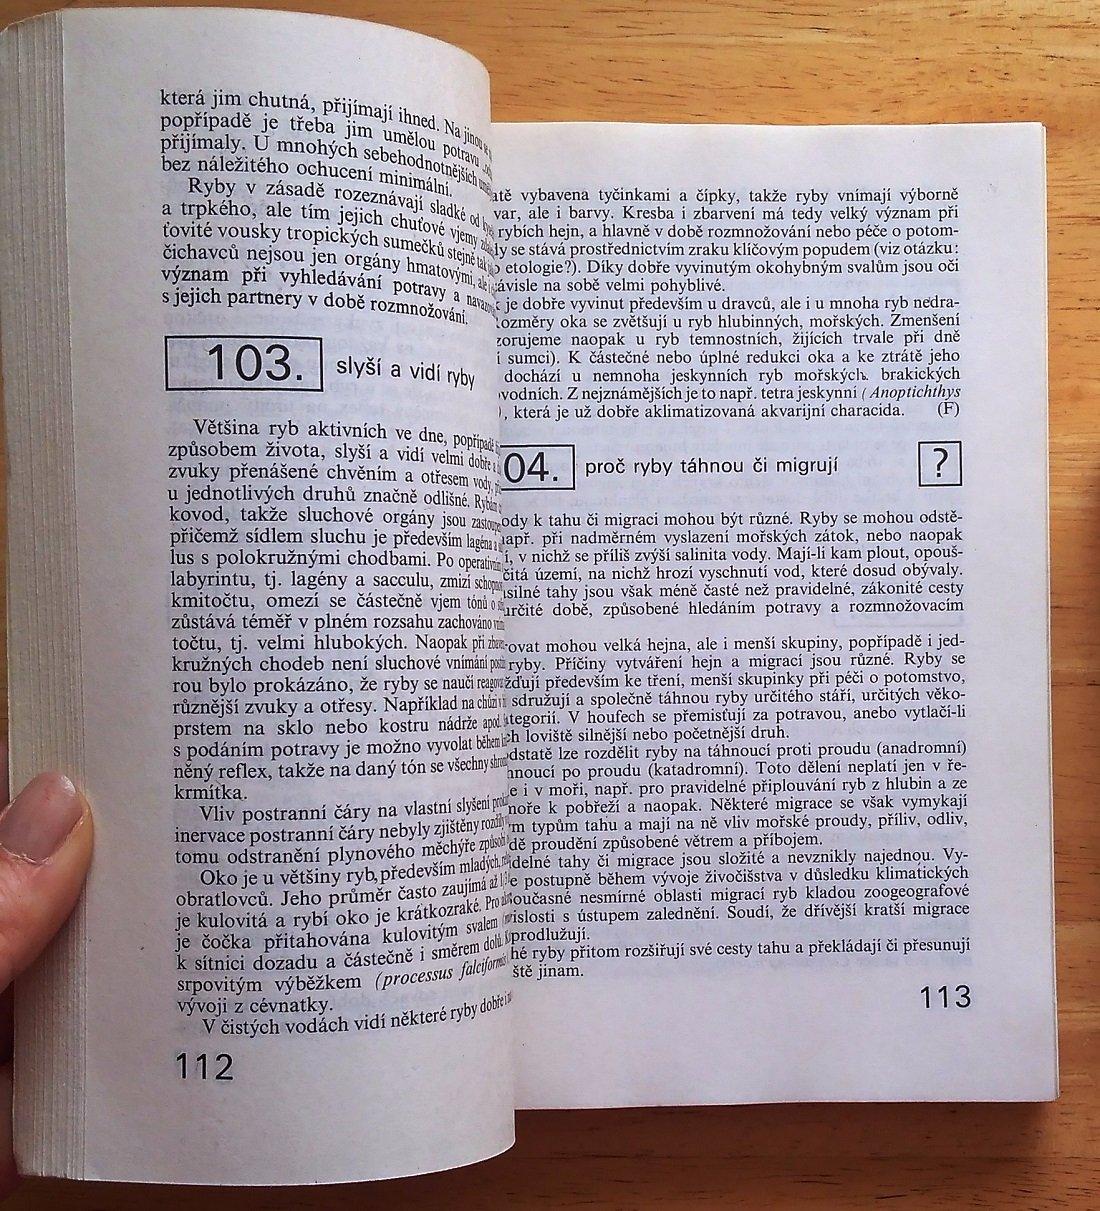 která jim chutná, přijímají ihned. Na jinou
popřípadě je třeba jim umělou potravu
přijímaly. U mnohých sebehodnotnějších
bez náležitého ochucení minimální.
Ryby v zásadě rozeznávají sladké od
a trpkého, ale tím jejich chuťové vjemy
ťovité vousky tropických sumečků stejně tak
čichavců nejsou jen orgány hmatovými, ale
význam při vyhledávání potravy a
s jejich partnery v době rozmnožování.
103. slyší a vidí ryby
Většina ryb aktivních ve dne, popřípadě
způsobem života, slyší a vidí velmi dobře
zvuky přenášené chvěním a otřesem vody,
u jednotlivých druhů značně odlišné. Rybám
kovod, takže sluchové orgány jsou
přičemž sídlem sluchu je především lagéna a
lus s polokružnými chodbami. Po
labyrintu, tj. lagény a sacculu, zmizí
kmitočtu, omezí se částečně vjem tónů o
zůstává téměř v plném rozsahu zachováno
točtu, tj. velmi hlubokých. Naopak při
kružných chodeb není sluchové vnímání
rou bylo prokázáno, že ryby se naučí
různější zvuky a otřesy. Například na chůzi v
prstem na sklo nebo kostru nádrže apod.
s podáním potravy je možno vyvolat během
něný reflex, takže na daný tón se všechny
krmítka.
Vliv postranní čáry na vlastní slyšení
inervace postranní čáry nebyly zjištěny rozdíly
tomu odstranění plynového měchýře
Oko je u většiny ryb, především mladých,
obratlovců. Jeho průměr často zaujímá až
je kulovitá a rybí oko je krátkozraké. Pro
je čočka přitahována kulovitým svalem
k sítnici dozadu a částečně i směrem dolů.
srpovitým výběžkem (processus falciformis
vývoji z cévnatky.
V čistých vodách vidí některé ryby dobře i
112
vybavena tyčinkami a čípky, takže ryby vnímají výborně
var, ale i barvy. Kresba i zbarvení má tedy velký význam při
rybích hejn, a hlavně v době rozmnožování nebo péče o potom-
se stává prostřednictvím zraku klíčovým popudem (viz otázku:
etologie?). Díky dobře vyvinutým okohybným svalům jsou oči
závisle na sobě velmi pohyblivé.
je dobře vyvinut především u dravců, ale i u mnoha ryb nedra-
ozměry oka se zvětšují u ryb hlubinných, mořských. Zmenšení
zorujeme naopak u ryb temnostních, žijících trvale při dně
sumci). K částečné nebo úplné redukci oka a ke ztrátě jeho
dochází u nemnoha jeskynních ryb mořských, brakických
vodních. Z nejznámějších je to např. tetra jeskynní (Anoptichthys
), která je už dobře aklimatizovaná akvarijní characida. (F)
04. proč ryby táhnou či migrují ?
ody k tahu či migraci mohou být různé. Ryby se mohou odstě-
např. při nadměrném vyslazení mořských zátok, nebo naopak
í, v nichž se příliš zvýší salinita vody. Mají-li kam plout, opouš-
čitá území, na nichž hrozí vyschnutí vod, které dosud obývaly.
silné tahy jsou však méně časté než pravidelné, zákonité cesty
určité době, způsobené hledáním potravy a rozmnožovacím
rovat mohou velká hejna, ale i menší skupiny, popřípadě i jed-
ryby. Příčiny vytváření hejn a migrací jsou různé. Ryby se
žďují především ke tření, menší skupinky při péči o potomstvo,
sdružují a společně táhnou ryby určitého stáří, určitých věko-
tegorií. V houfech se přemisťují za potravou, anebo vytlačí-li
ch loviště silnější nebo početnější druh.
dstatě lze rozdělit ryby na táhnoucí proti proudu (anadromní)
hnoucí po proudu (katadromní). Toto dělení neplatí jen v ře-
e i v moři, např. pro pravidelné připlouvání ryb z hlubin a ze
moře k pobřeží a naopak. Některé migrace se však vymykají
m typům tahu a mají na ně vliv mořské proudy, příliv, odliv,
dě proudění způsobené větrem a příbojem.
delné tahy či migrace jsou složité a nevznikly najednou. Vy-
e postupně během vývoje živočišstva v důsledku klimatických
oučasné nesmírné oblasti migrací ryb kladou zoogeografové
islosti s ústupem zalednění. Soudí, že dřívější kratší migrace
prodlužují.
hé ryby přitom rozšiřují své cesty tahu a překládají či přesunují
ště jinam.
113